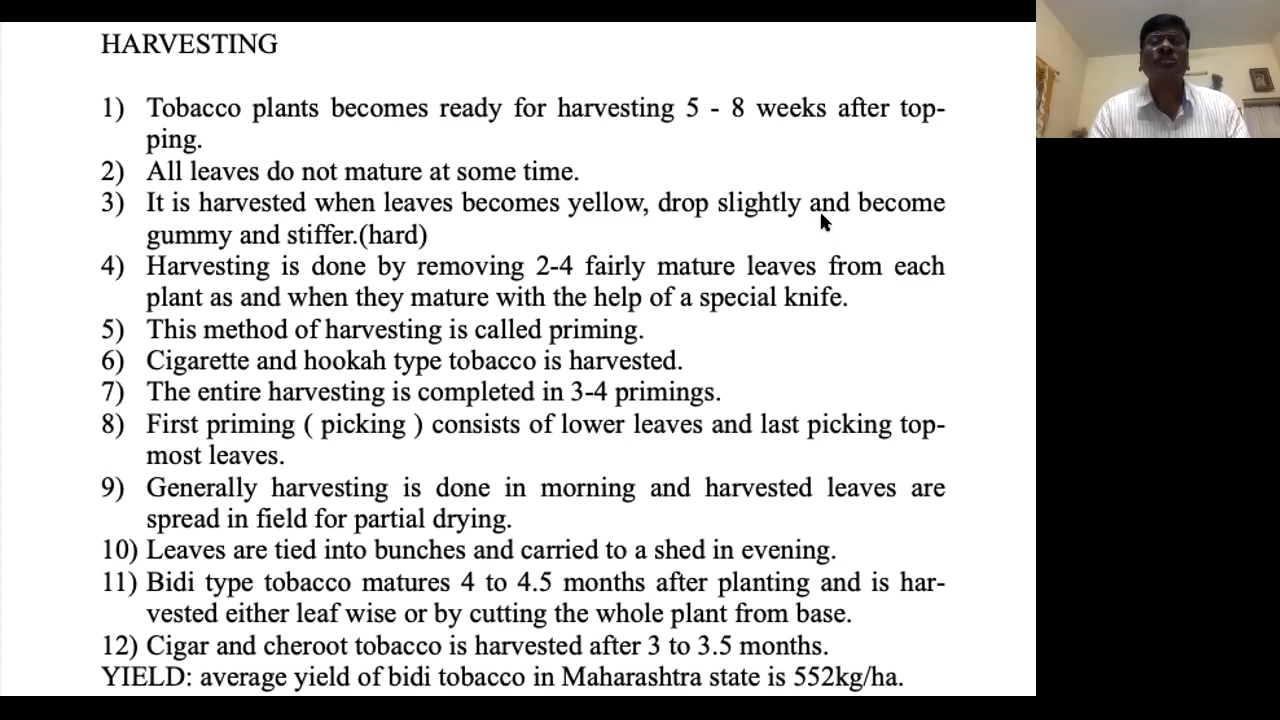 HARVESTING
1) Tobacco plants becomes ready for harvesting 5 - 8 weeks after top-
ping.
2) All leaves do not mature at some time.
3) It is harvested when leaves becomes yellow, drop slightly and become
gummy and stiffer.(hard)
4) Harvesting is done by removing 2-4 fairly mature leaves from each
plant as and when they mature with the help of a special knife.
5) This method of harvesting is called priming.
6) Cigarette and hookah type tobacco is harvested.
7) The entire harvesting is completed in 3-4 primings.
8) First priming ( picking ) consists of lower leaves and last picking top-
most leaves.
9) Generally harvesting is done in morning and harvested leaves are
spread in field for partial drying.
10) Leaves are tied into bunches and carried to a shed in evening.
11) Bidi type tobacco matures 4 to 4.5 months after planting and is har-
vested either leaf wise or by cutting the whole plant from base.
12) Cigar and cheroot tobacco is harvested after 3 to 3.5 months.
YIELD: average yield of bidi tobacco in Maharashtra state is 552kg/ha.